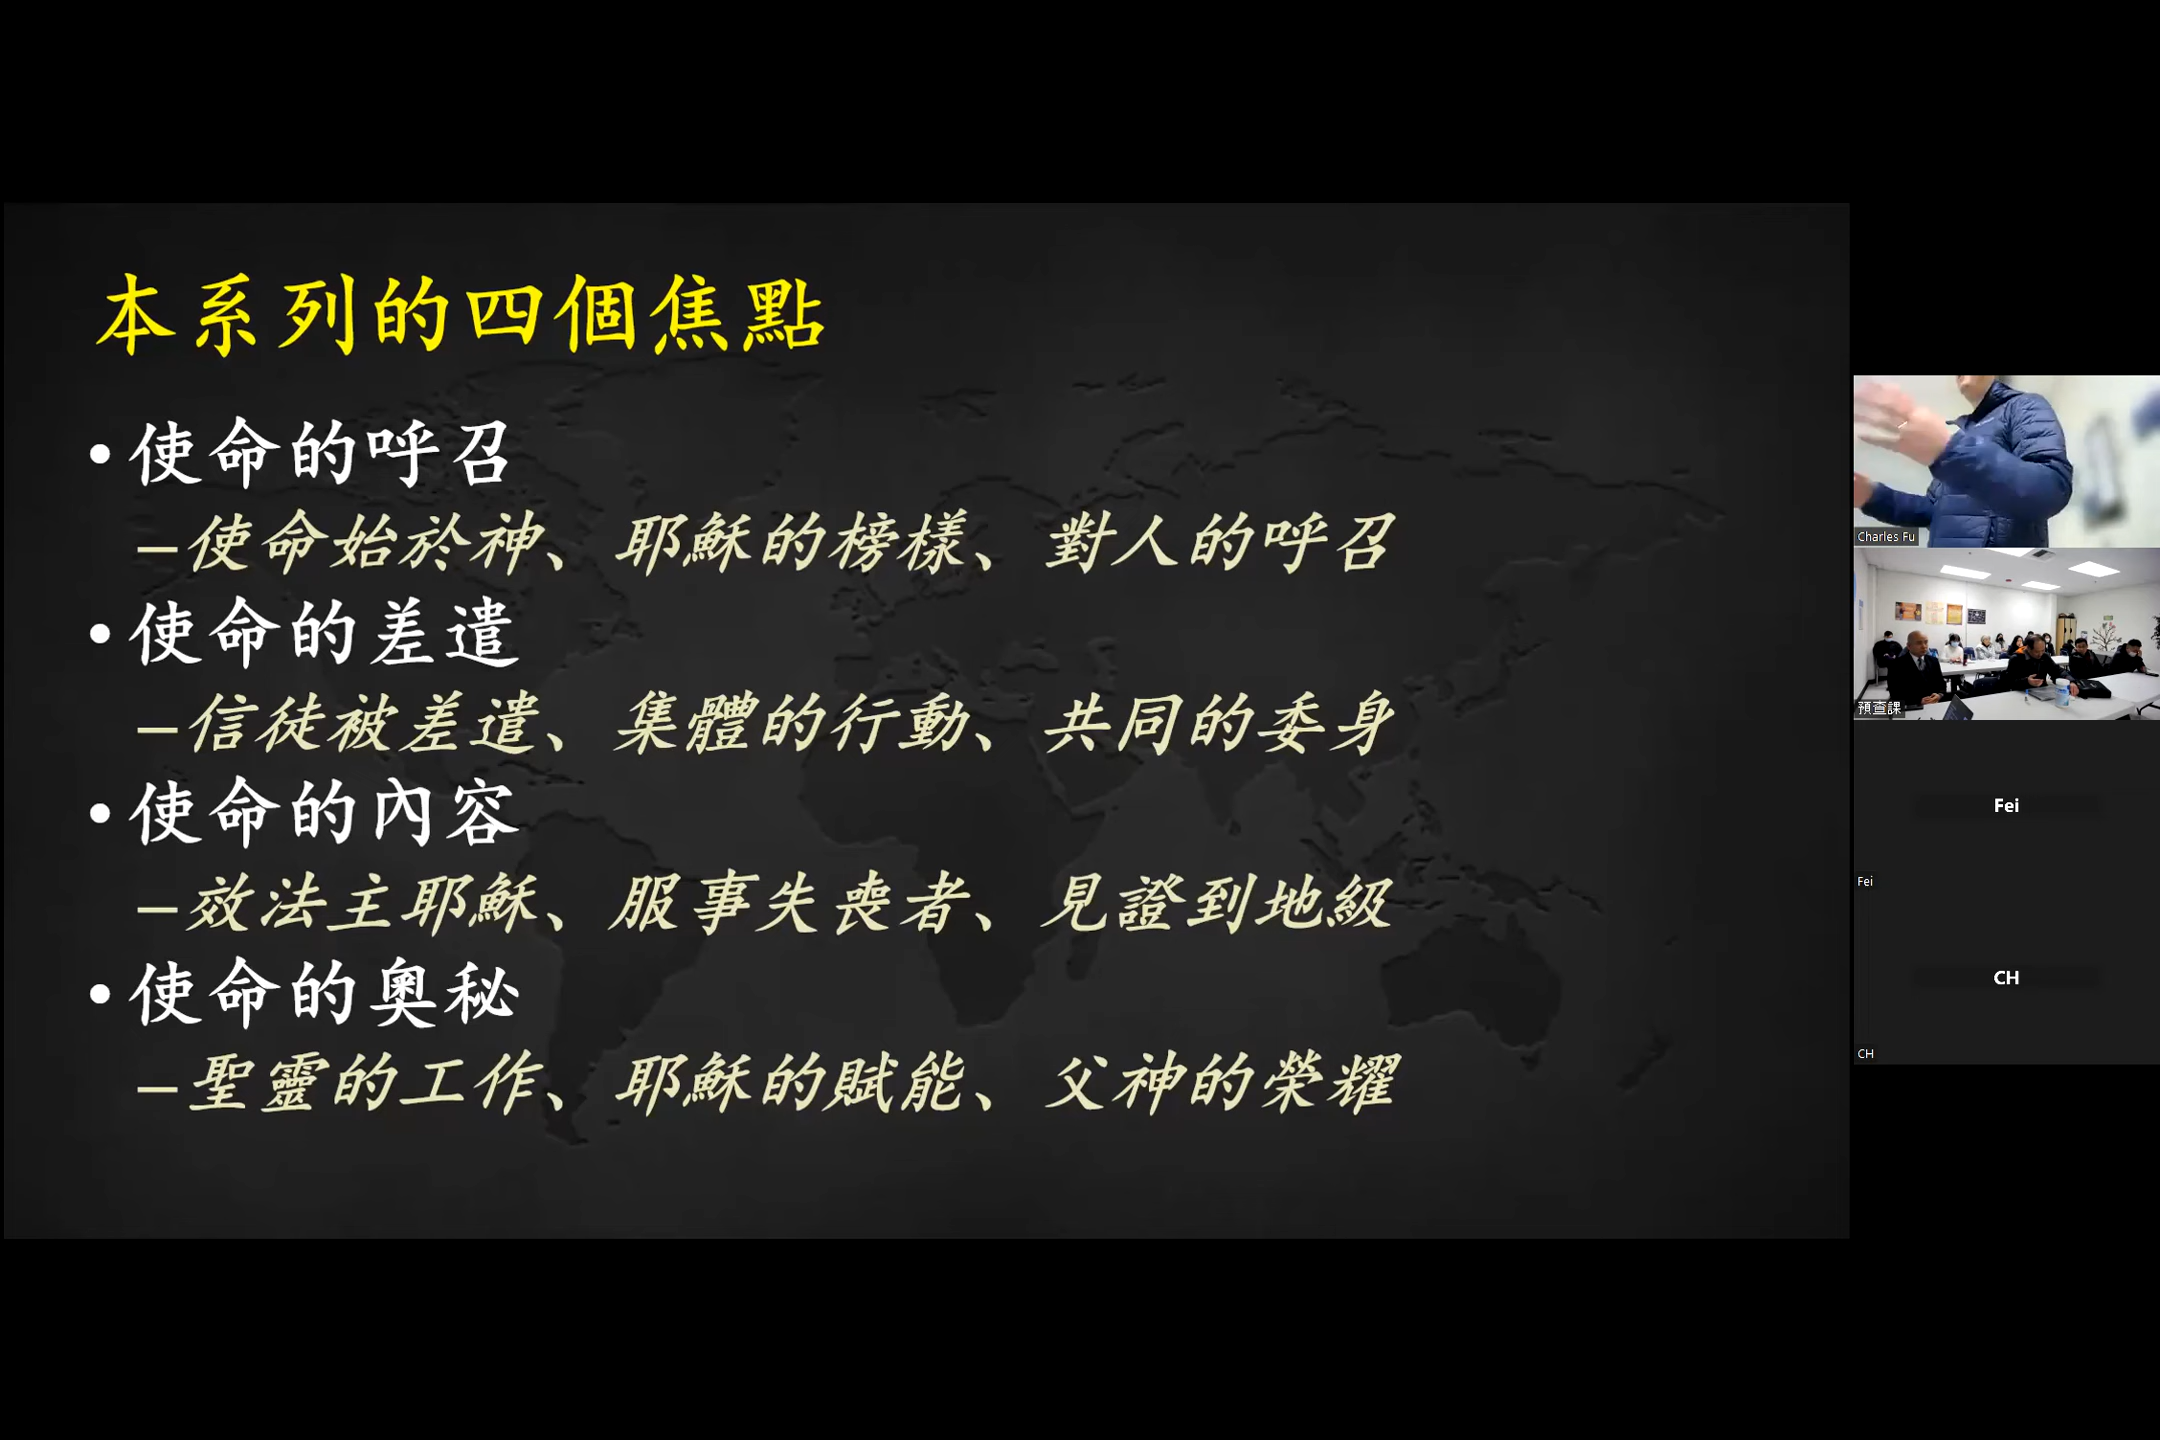 本系列的四個焦點
•使命的呼召
–使命始於神、耶穌的榜樣、對人的呼召
•使命的差遣
–信徒被差遣、集體的行動、共同的委身
•使命的內容
–效法主耶穌、服事失喪者、見證到地級
•使命的奧秘
–聖靈的工作、耶穌的賦能、父神的榮耀
Charles Fu
預查課
Fei
Fei
CH
CH